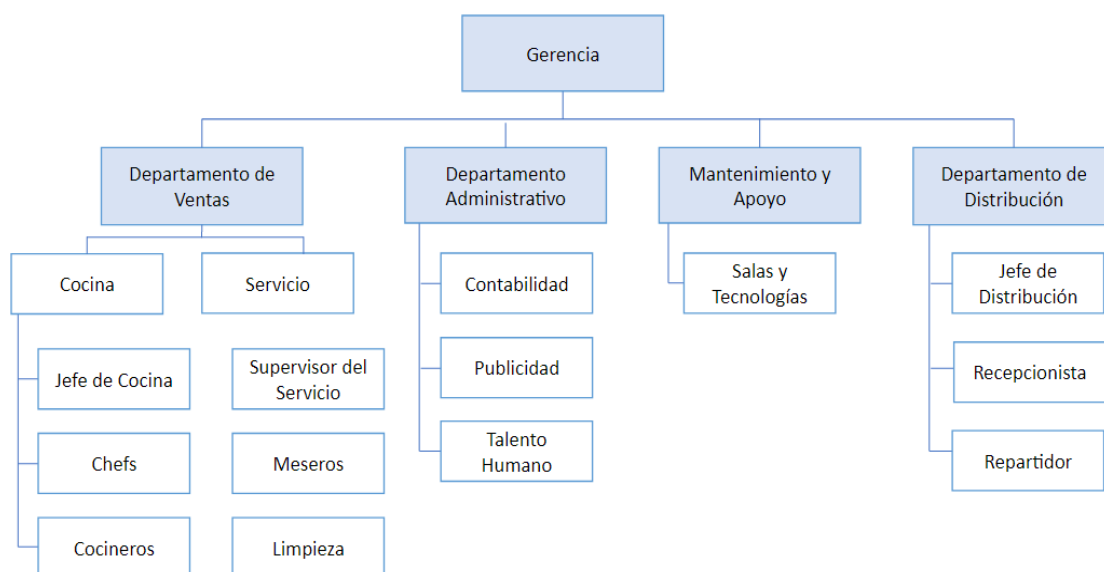 Gerencia
Departamento de
Ventas
Departamento
Administrativo
Mantenimiento y
Apoyo
Departamento de
Distribución
Cocina
Servicio
Contabilidad
Salas y
Tecnologías
Jefe de
Distribución
Jefe de Cocina
Supervisor del
Servicio
Publicidad
Recepcionista
Chefs
Meseros
Talento
Humano
Repartidor
Cocineros
Limpieza